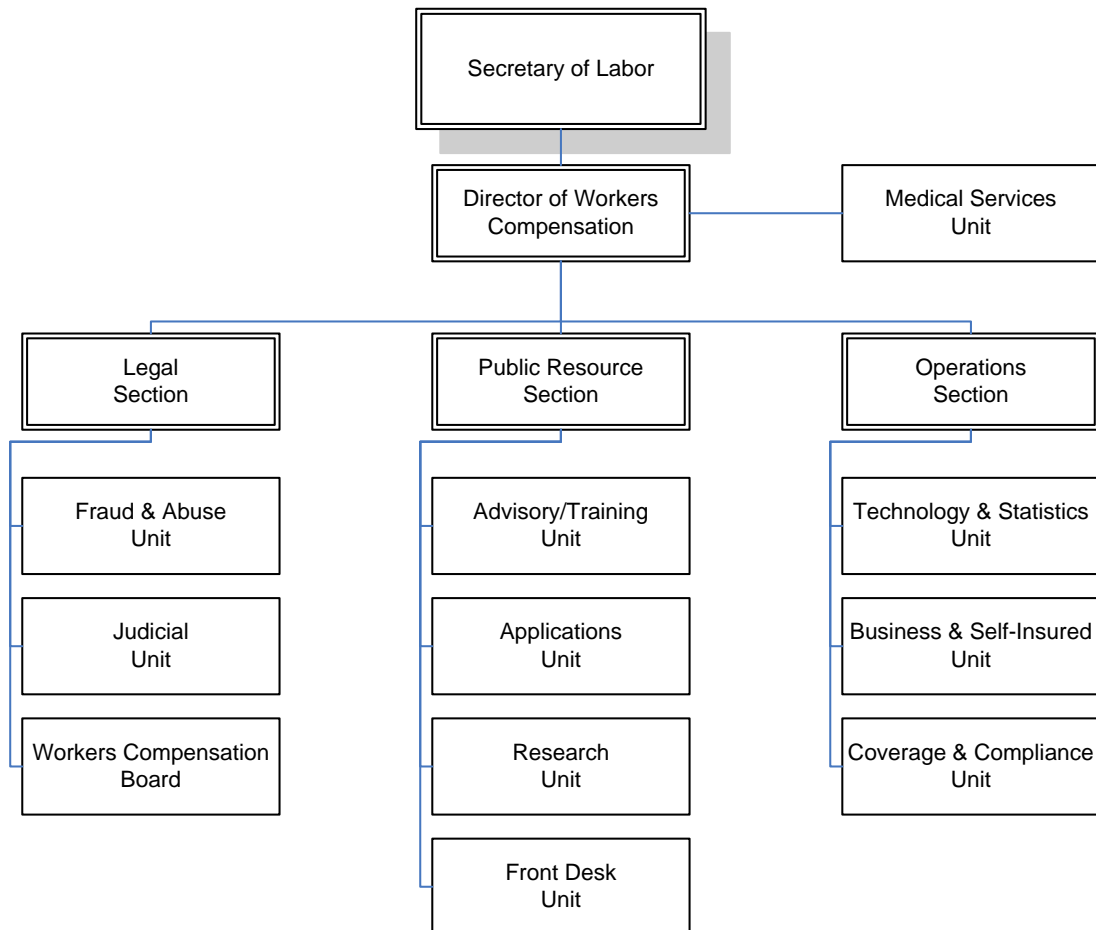 Secretary of Labor
Director of Workers
Compensation
Medical Services
Unit
Legal
Section
Public Resource
Section
Operations
Section
Fraud & Abuse
Unit
Advisory/Training
Unit
Technology & Statistics
Unit
Judicial
Unit
Applications
Unit
Business & Self-Insured
Unit
Workers Compensation
Board
Research
Unit
Coverage & Compliance
Unit
Front Desk
Unit